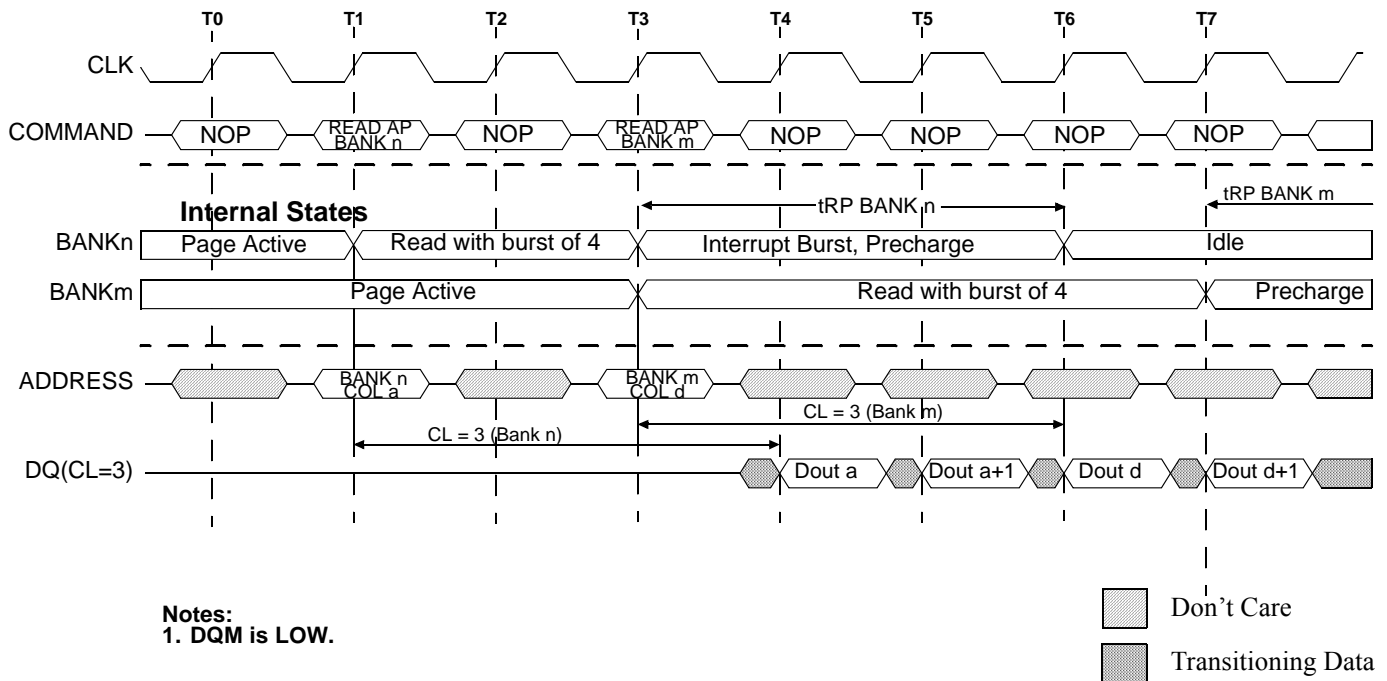 T0 T1 T2 T3 T4 T5 T6 T7
CLK
COMMAND NOP READ AP BANK n NOP READ AP BANK m NOP NOP NOP NOP
tRP BANK n tRP BANK m
Internal States
BANKn Page Active Read with burst of 4 Interrupt Burst, Precharge Idle
BANKm Page Active Read with burst of 4 Precharge
ADDRESS BANK n COL a BANK m COL d
CL = 3 (Bank m)
CL = 3 (Bank n)
DQ(CL=3) Dout a Dout a+1 Dout d Dout d+1
Notes:
1. DQM is LOW.
Don't Care
Transitioning Data